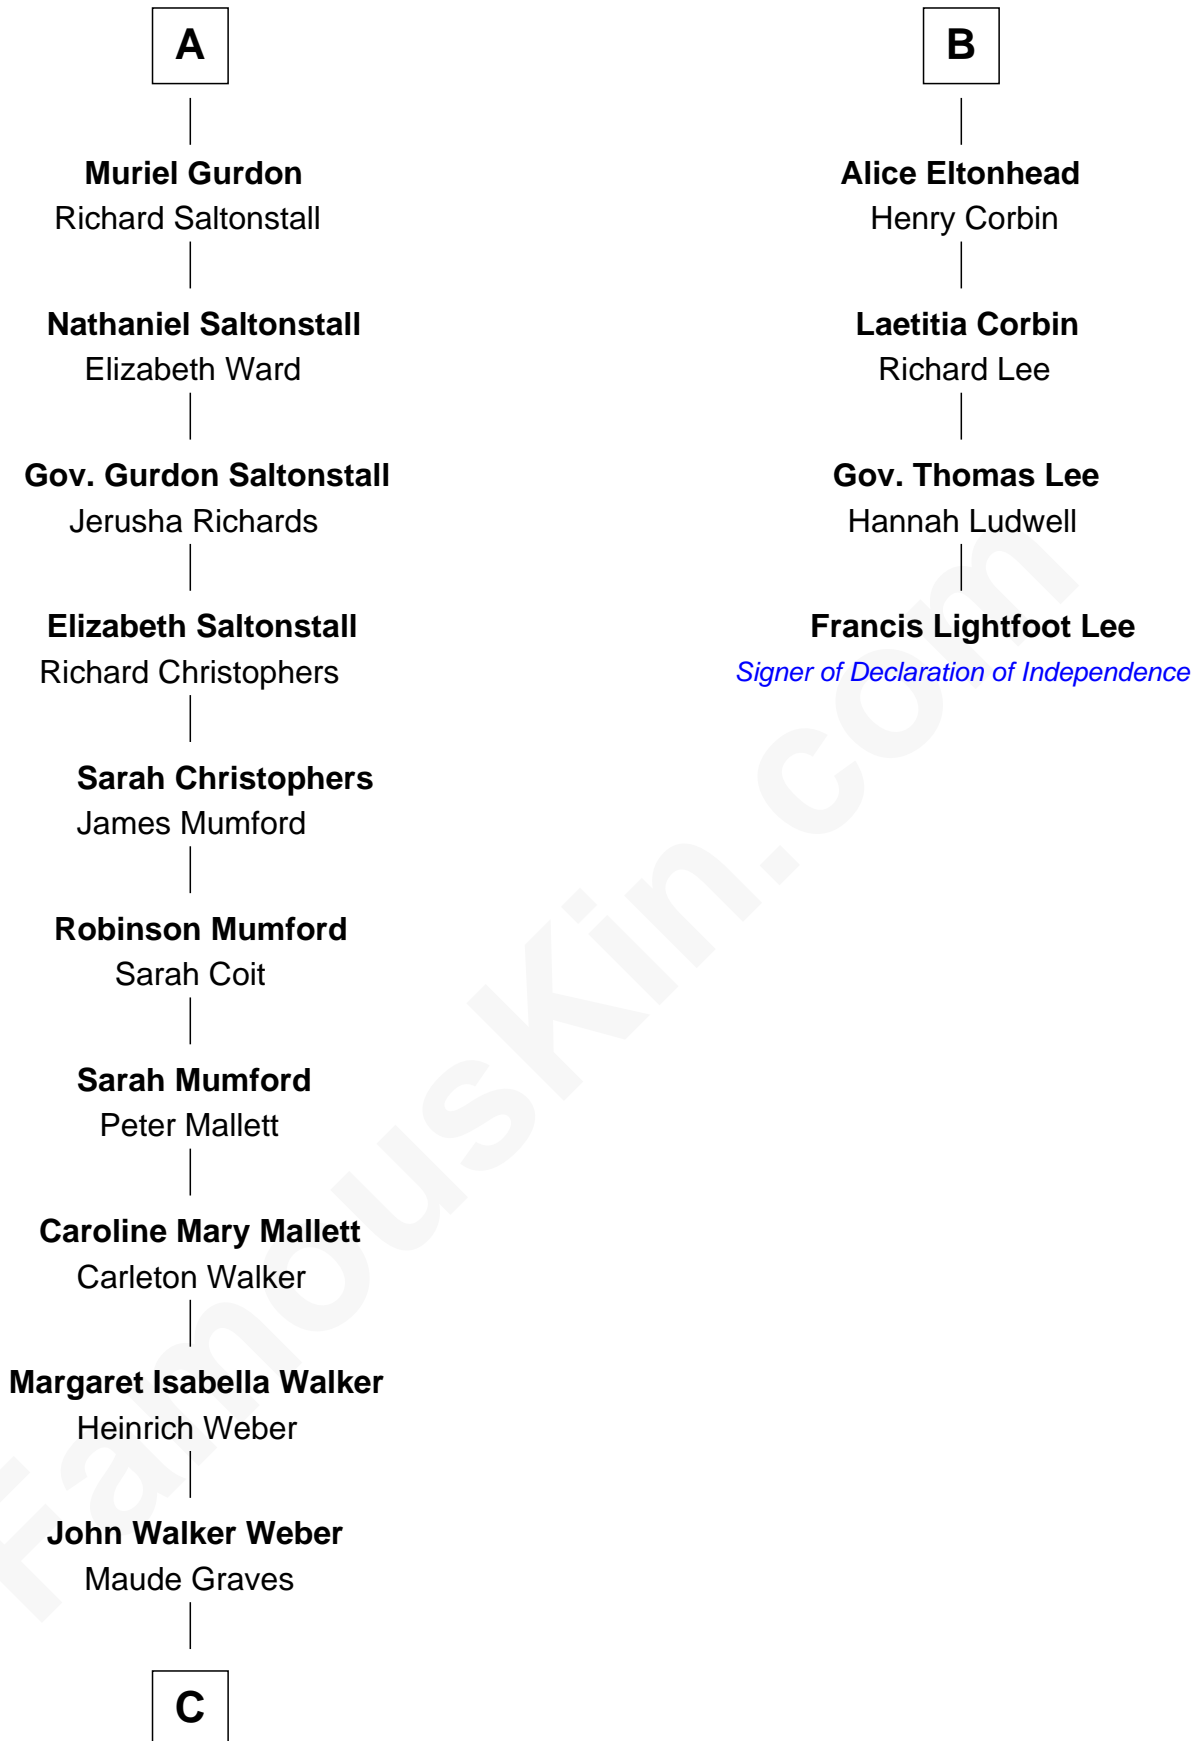 A
Muriel Gurdon
Richard Saltonstall
Nathaniel Saltonstall
Elizabeth Ward
Gov. Gurdon Saltonstall
Jerusha Richards
Elizabeth Saltonstall
Richard Christophers
Sarah Christophers
James Mumford
Robinson Mumford
Sarah Coit
Sarah Mumford
Peter Mallett
Caroline Mary Mallett
Carleton Walker
Margaret Isabella Walker
Heinrich Weber
John Walker Weber
Maude Graves
C
B
Alice Eltonhead
Henry Corbin
Laetitia Corbin
Richard Lee
Gov. Thomas Lee
Hannah Ludwell
Francis Lightfoot Lee
Signer of Declaration of Independence
FamousKin.com